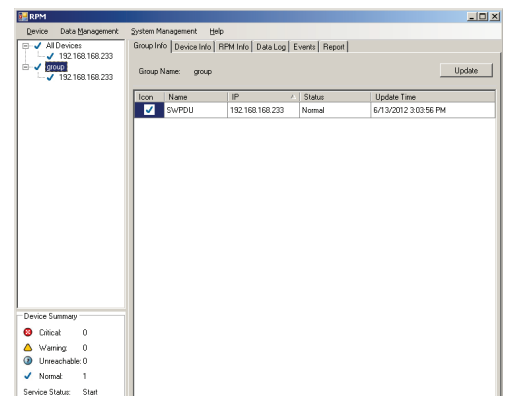 RPM
Device Data Management System Management Help
All Devices
192.168.168.233
group
192.168.168.233
Group Info Device Info RPM Info Data Log Events Report
Group Name: group Update
Icon Name IP Status Update Time
SWPDU 192.168.168.233 Normal 6/13/2012 3:03:56 PM
Device Summary
Critical: 0
Warning: 0
Unreachable: 0
Normal: 1
Service Status: Start